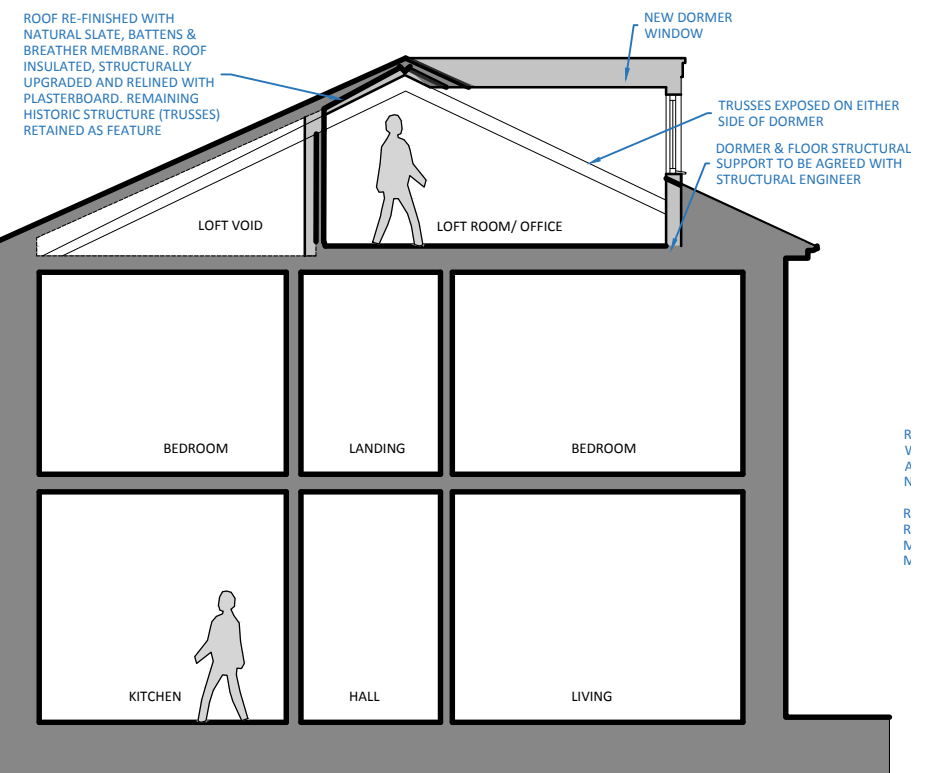 ROOF RE-FINISHED WITH
NATURAL SLATE, BATTENS &
BREATHER MEMBRANE. ROOF
INSULATED, STRUCTURALLY
UPGRADED AND RELINED WITH
PLASTERBOARD. REMAINING
HISTORIC STRUCTURE (TRUSSES)
RETAINED AS FEATURE
NEW DORMER
WINDOW
TRUSSES EXPOSED ON EITHER
SIDE OF DORMER
DORMER & FLOOR STRUCTURAL
SUPPORT TO BE AGREED WITH
STRUCTURAL ENGINEER
LOFT VOID
LOFT ROOM/ OFFICE
BEDROOM
LANDING
BEDROOM
KITCHEN
HALL
LIVING